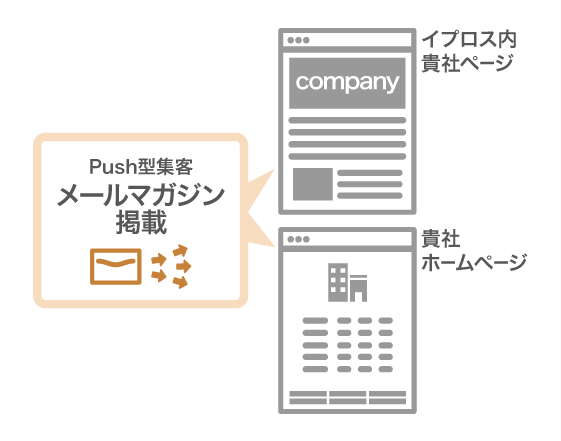 Push型集客
メールマガジン
掲載
イプロス内
貴社ページ
company
貴社
ホームページ